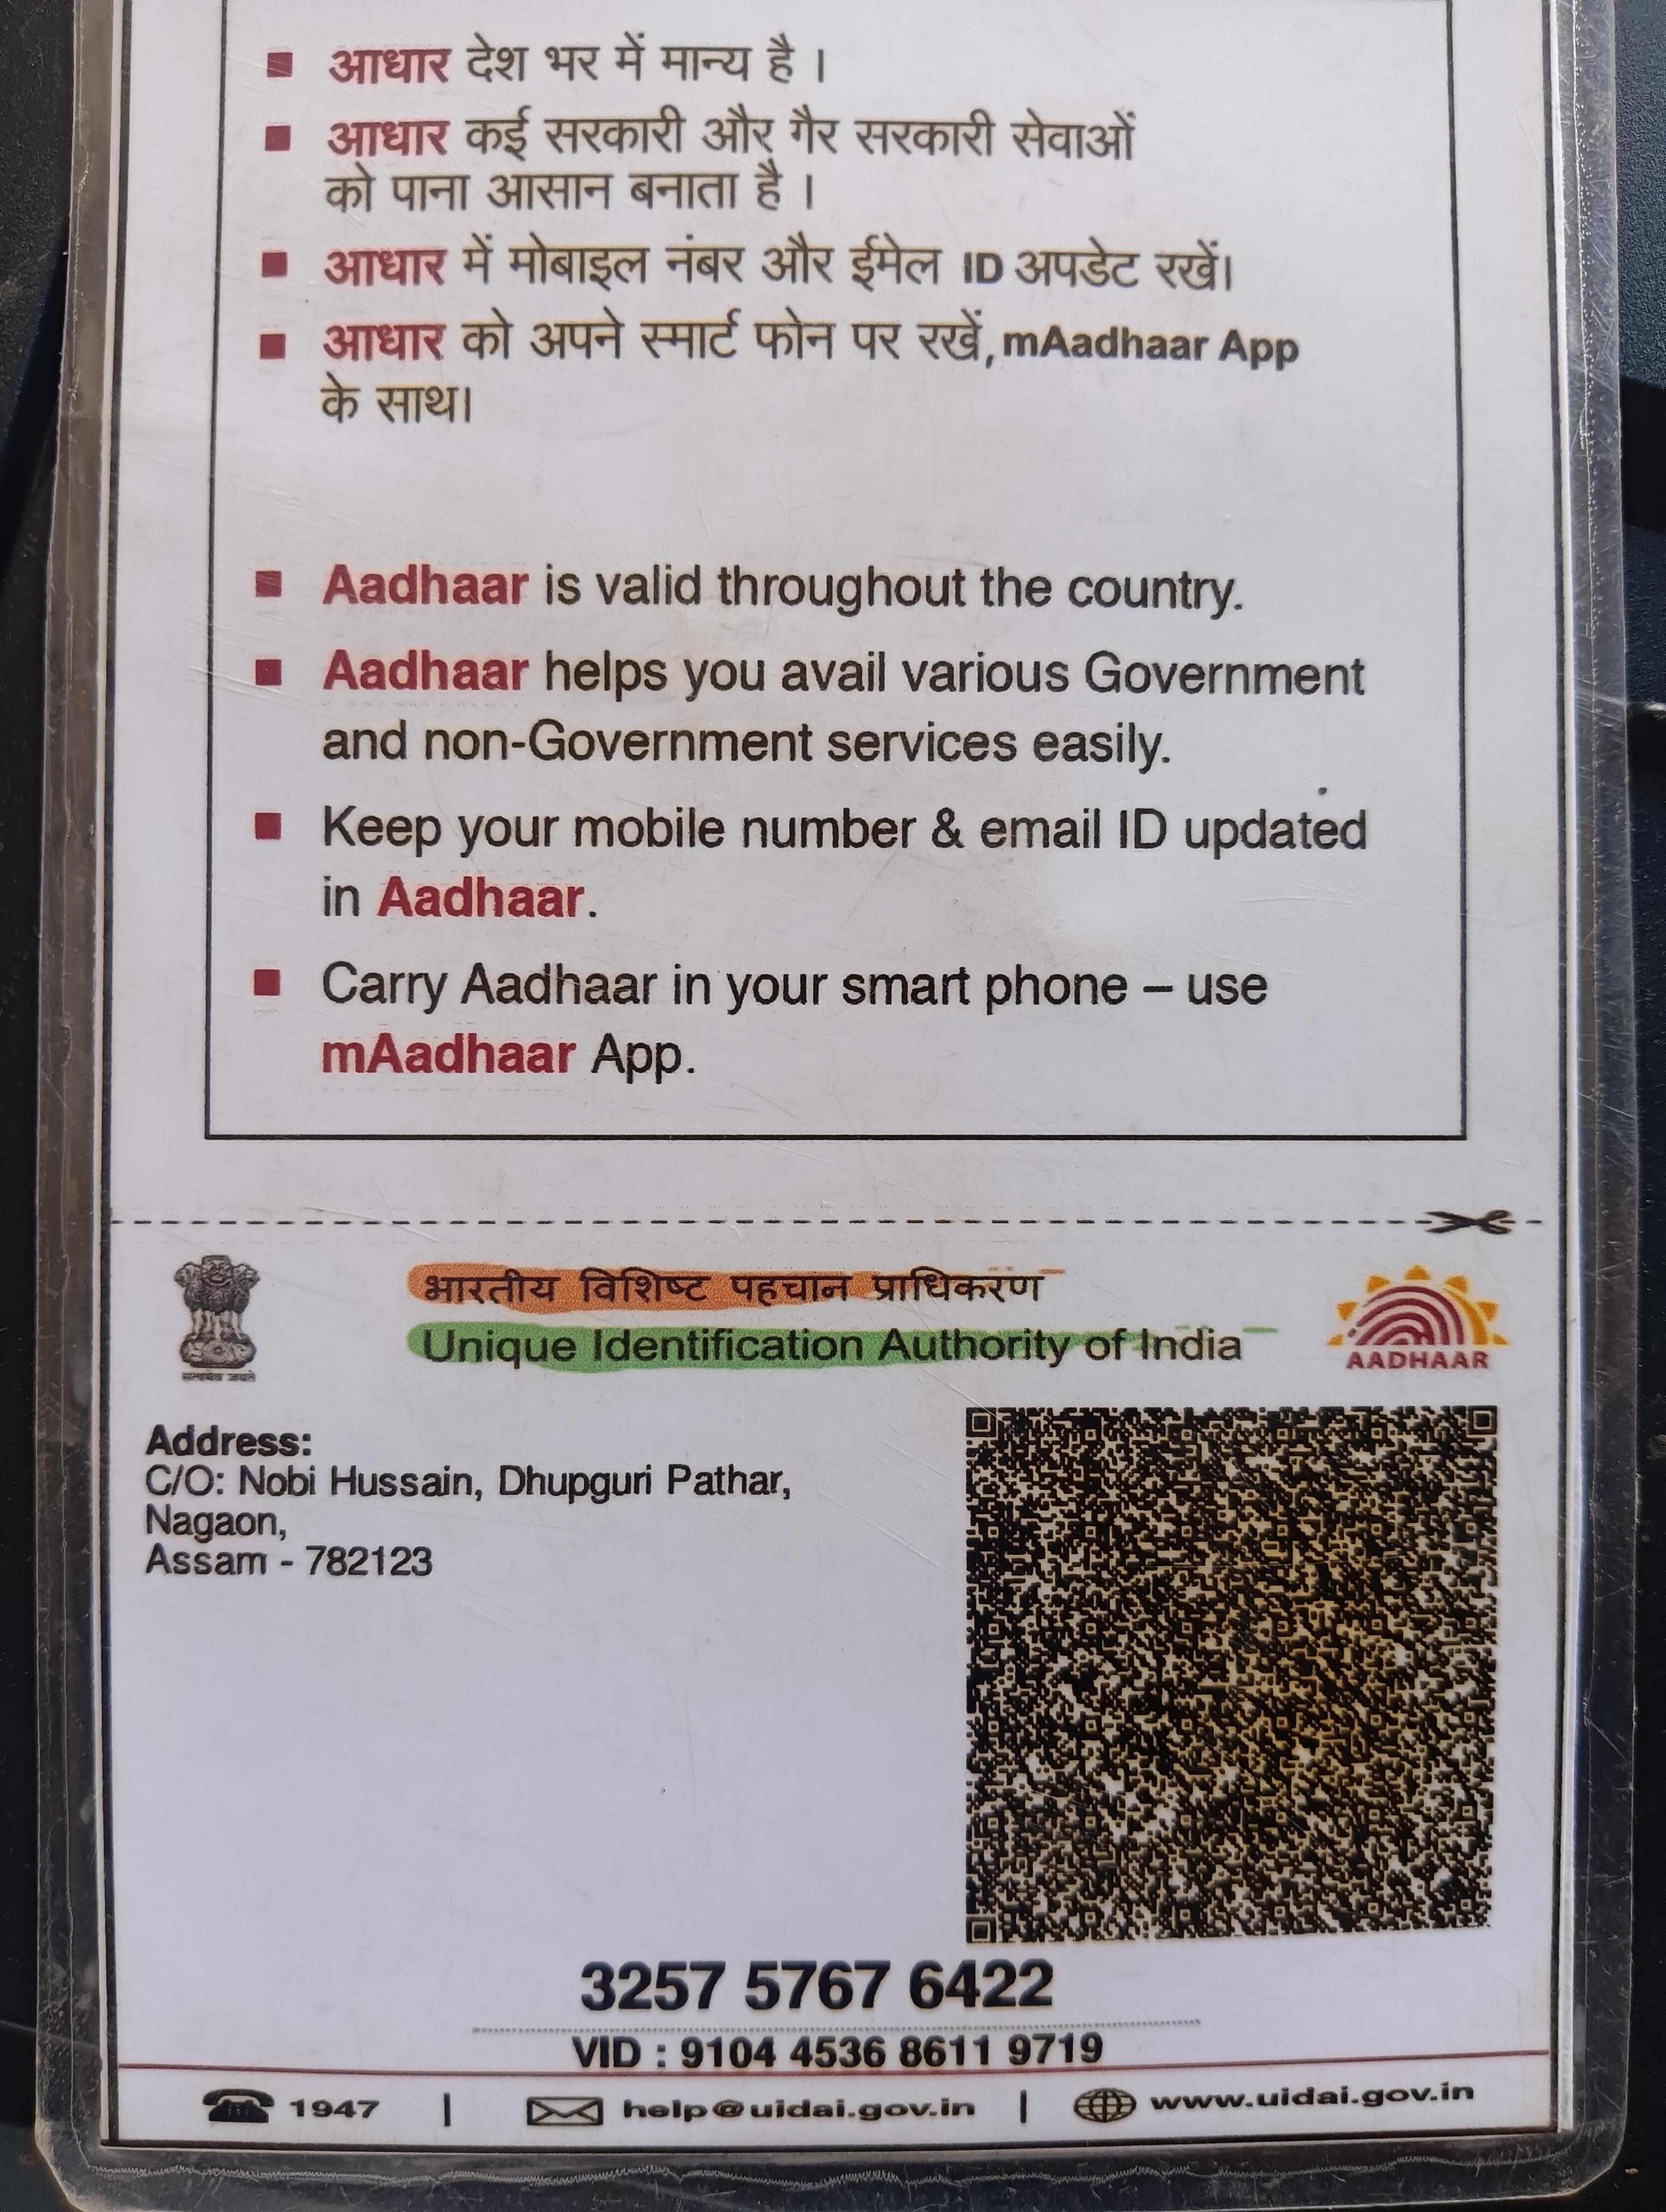 ■ आधार देश भर में मान्य है ।
■ आधार कई सरकारी और गैर सरकारी सेवाओं
को पाना आसान बनाता है ।
■ आधार में मोबाइल नंबर और ईमेल ID अपडेट रखें।
■ आधार को अपने स्मार्ट फोन पर रखें, mAadhaar App
के साथ।
■ Aadhaar is valid throughout the country.
■ Aadhaar helps you avail various Government
and non-Government services easily.
■ Keep your mobile number & email ID updated
in Aadhaar.
■ Carry Aadhaar in your smart phone – use
mAadhaar App.
भारतीय विशिष्ट पहचान प्राधिकरण
Unique Identification Authority of India
सत्यमेव जयते
AADHAAR
Address:
C/O: Nobi Hussain, Dhupguri Pathar,
Nagaon,
Assam - 782123
3257 5767 6422
VID : 9104 4536 8611 9719
1947 | help@uidai.gov.in | www.uidai.gov.in